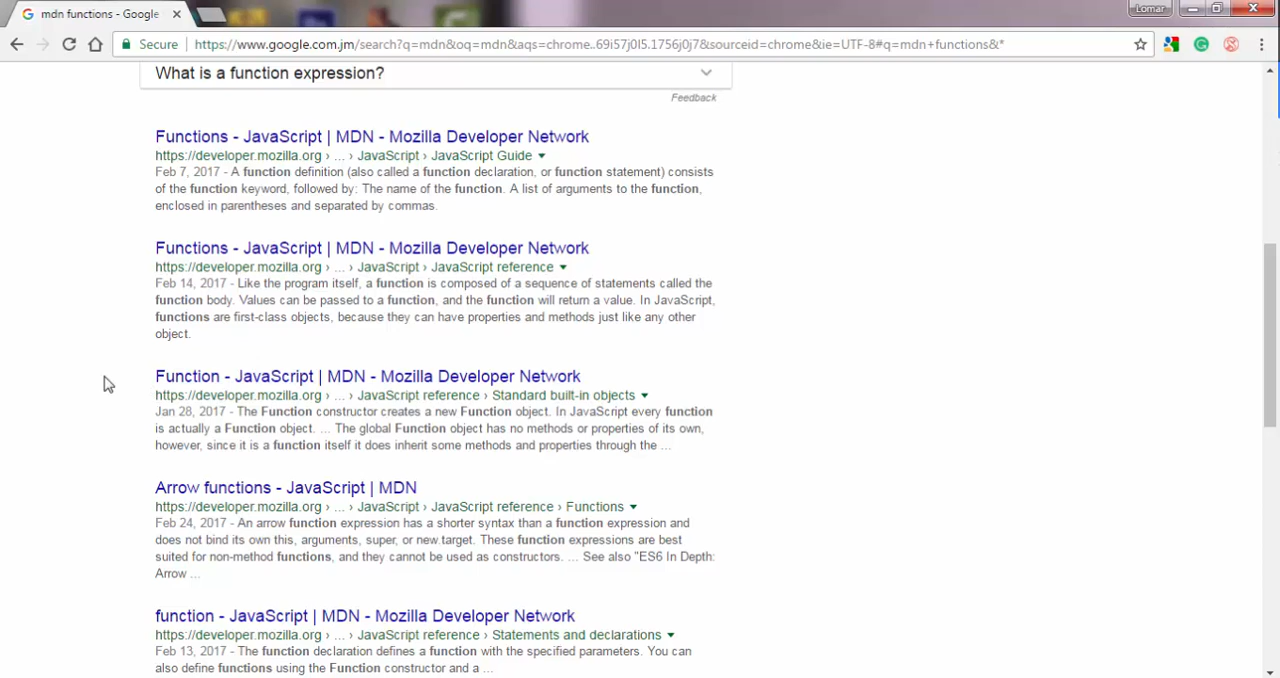 mdn functions - Google
Lomar
Secure
https://www.google.com.jm/search?q=mdn&oq=mdn&aqs=chrome..69i57j0l5.1756j0j7&sourceid=chrome&ie=UTF-8#q=mdn+functions&*
What is a function expression?
Feedback
Functions - JavaScript | MDN - Mozilla Developer Network
https://developer.mozilla.org › ... › JavaScript › JavaScript Guide
Feb 7, 2017 - A function definition (also called a function declaration, or function statement) consists
of the function keyword, followed by: The name of the function. A list of arguments to the function,
enclosed in parentheses and separated by commas.
Functions - JavaScript | MDN - Mozilla Developer Network
https://developer.mozilla.org › ... › JavaScript › JavaScript reference
Feb 14, 2017 - Like the program itself, a function is composed of a sequence of statements called the
function body. Values can be passed to a function, and the function will return a value. In JavaScript,
functions are first-class objects, because they can have properties and methods just like any other
object.
Function - JavaScript | MDN - Mozilla Developer Network
https://developer.mozilla.org › ... › JavaScript reference › Standard built-in objects
Jan 28, 2017 - The Function constructor creates a new Function object. In JavaScript every function
is actually a Function object. ... The global Function object has no methods or properties of its own,
however, since it is a function itself it does inherit some methods and properties through the ...
Arrow functions - JavaScript | MDN
https://developer.mozilla.org › ... › JavaScript › JavaScript reference › Functions
Feb 24, 2017 - An arrow function expression has a shorter syntax than a function expression and
does not bind its own this, arguments, super, or new.target. These function expressions are best
suited for non-method functions, and they cannot be used as constructors. ... See also "ES6 In Depth:
Arrow ...
function - JavaScript | MDN - Mozilla Developer Network
https://developer.mozilla.org › ... › JavaScript reference › Statements and declarations
Feb 13, 2017 - The function declaration defines a function with the specified parameters. You can
also define functions using the Function constructor and a ...